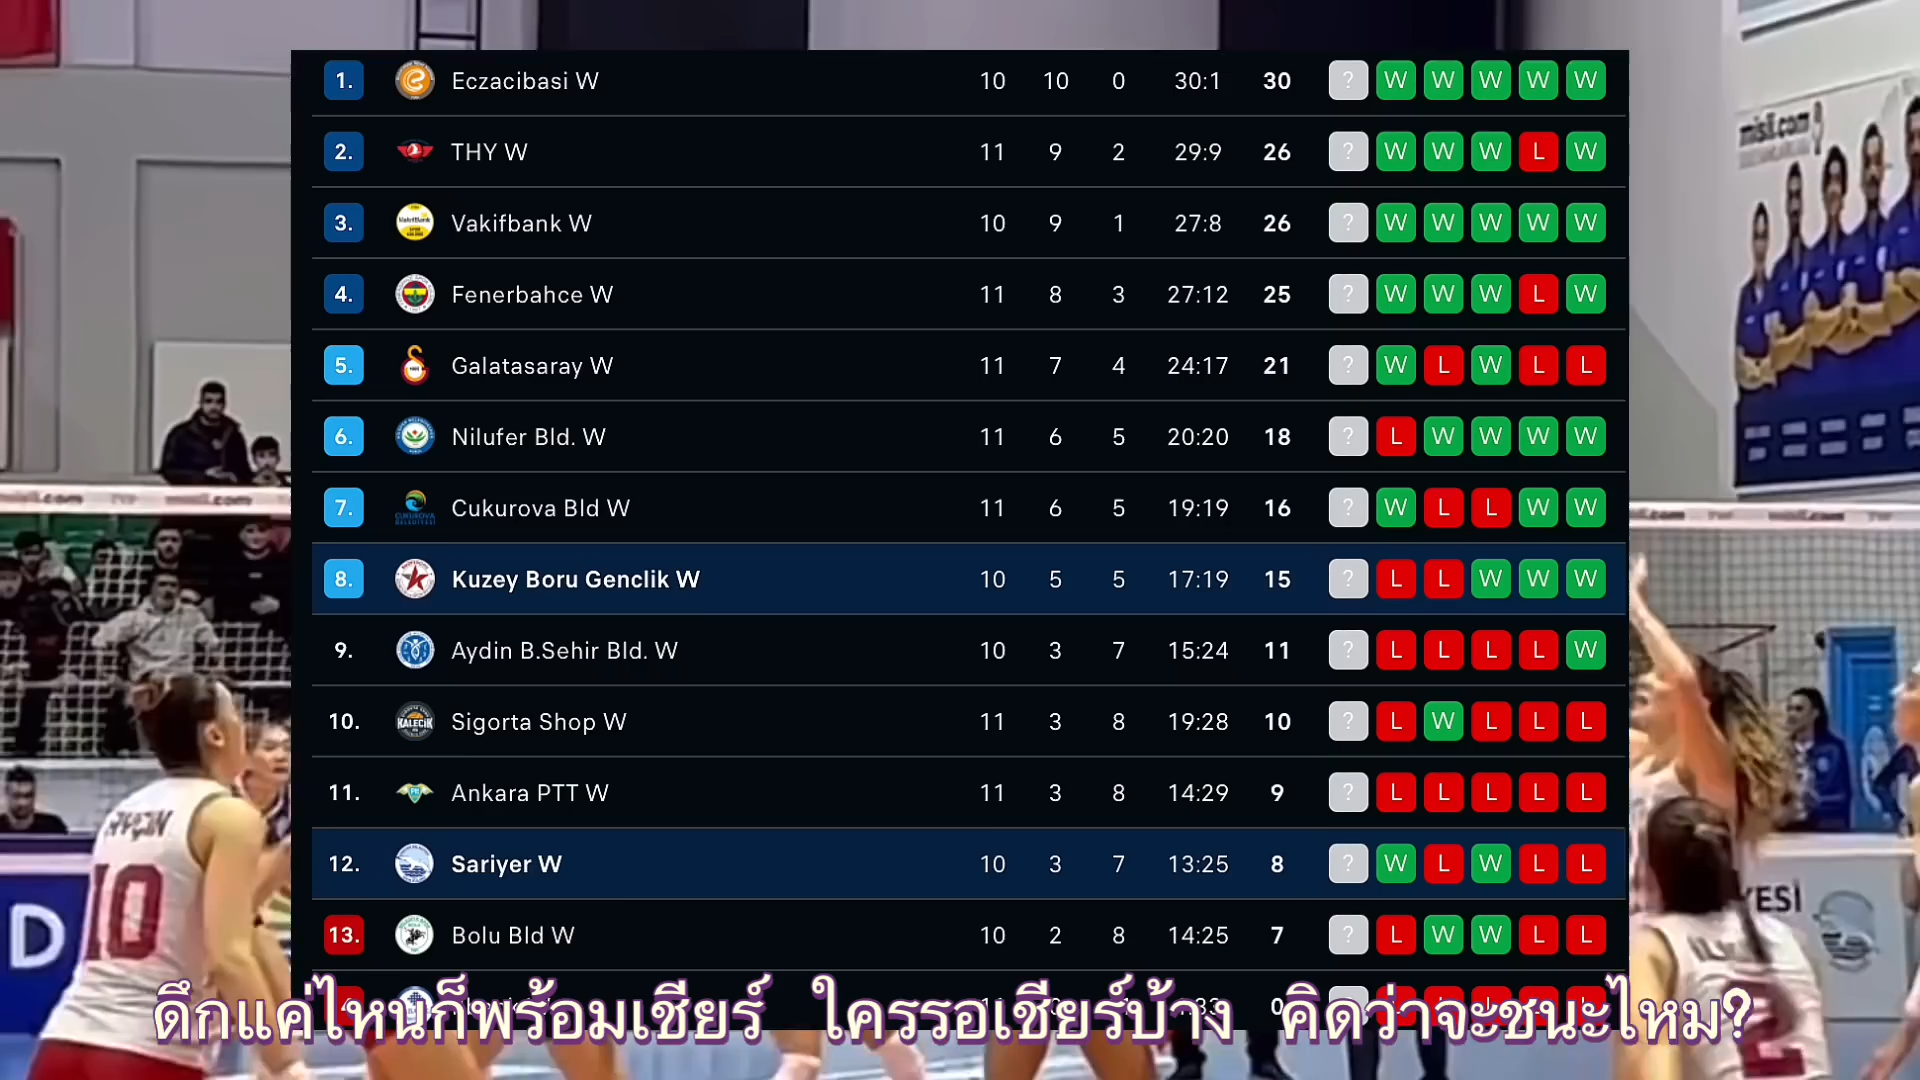 1. Eczacibasi W 10 10 0 30:1 30 ? W W W W W
2. THY W 11 9 2 29:9 26 ? W W W L W
3. Vakifbank W 10 9 1 27:8 26 ? W W W W W
4. Fenerbahce W 11 8 3 27:12 25 ? W W W L W
5. Galatasaray W 11 7 4 24:17 21 ? W L W L L
6. Nilufer Bld. W 11 6 5 20:20 18 ? L W W W W
7. Cukurova Bld W 11 6 5 19:19 16 ? W L L W W
8. Kuzey Boru Genclik W 10 5 5 17:19 15 ? L L W W W
9. Aydin B.Sehir Bld. W 10 3 7 15:24 11 ? L L L L W
10. Sigorta Shop W 11 3 8 19:28 10 ? L W L L L
11. Ankara PTT W 11 3 8 14:29 9 ? L L L L L
12. Sariyer W 10 3 7 13:25 8 ? W L W L L
13. Bolu Bld W 10 2 8 14:25 7 ? L W W L L
ดึกแค่ไหนก็พร้อมเชียร์ ใครรอเชียร์บ้าง คิดว่าจะชนะไหม?
misli.com
10
D
YESİ
2